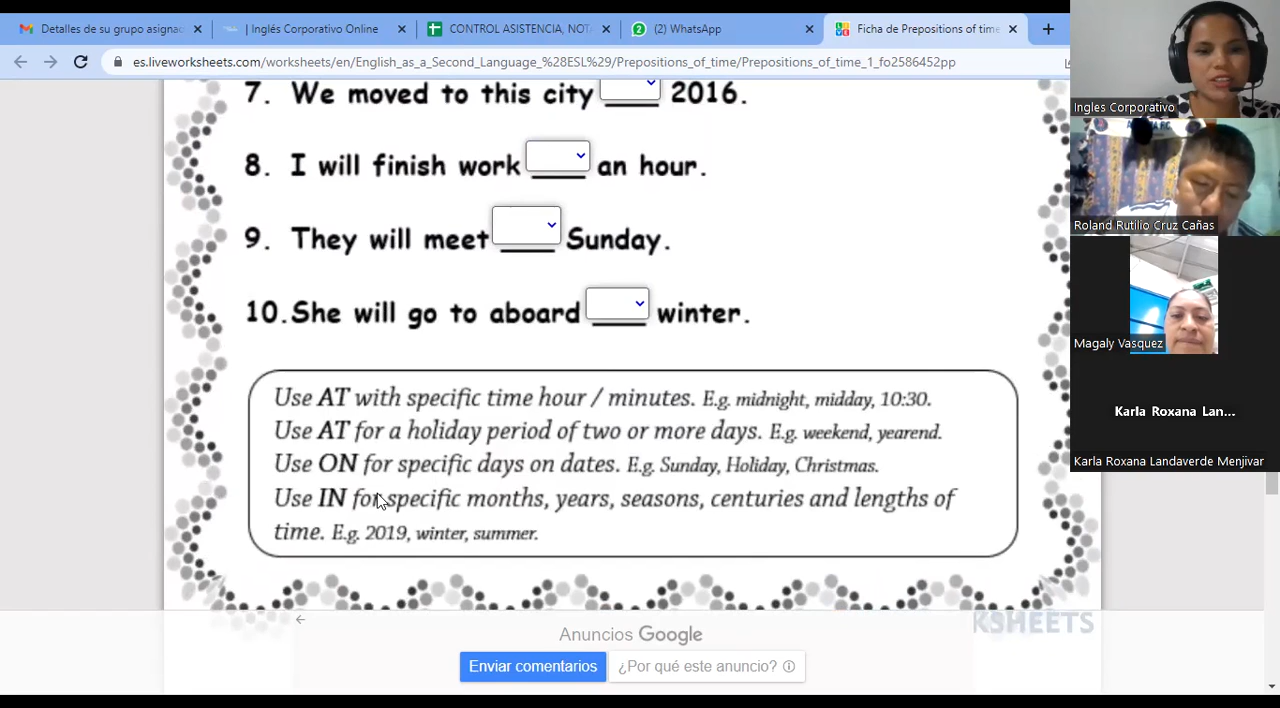 Detalles de su grupo asignac
| Inglés Corporativo Online
CONTROL ASISTENCIA, NOT
(2) WhatsApp
Ficha de Prepositions of time
es.liveworksheets.com/worksheets/en/English_as_a_Second_Language_%28ESL%29/Prepositions_of_time/Prepositions_of_time_1_fo2586452pp
7. We moved to this city 2016.
8. I will finish work an hour.
9. They will meet Sunday.
10. She will go to aboard winter.
Use AT with specific time hour / minutes. E.g. midnight, midday, 10:30.
Use AT for a holiday period of two or more days. E.g. weekend, yearend.
Use ON for specific days on dates. E.g. Sunday, Holiday, Christmas.
Use IN for specific months, years, seasons, centuries and lengths of
time. E.g. 2019, winter, summer.
KSHEETS
Anuncios Google
Enviar comentarios
¿Por qué este anuncio?
Ingles Corporativo
Roland Rutilio Cruz Cañas
Magaly Vasquez
Karla Roxana Lan...
Karla Roxana Landaverde Menjivar